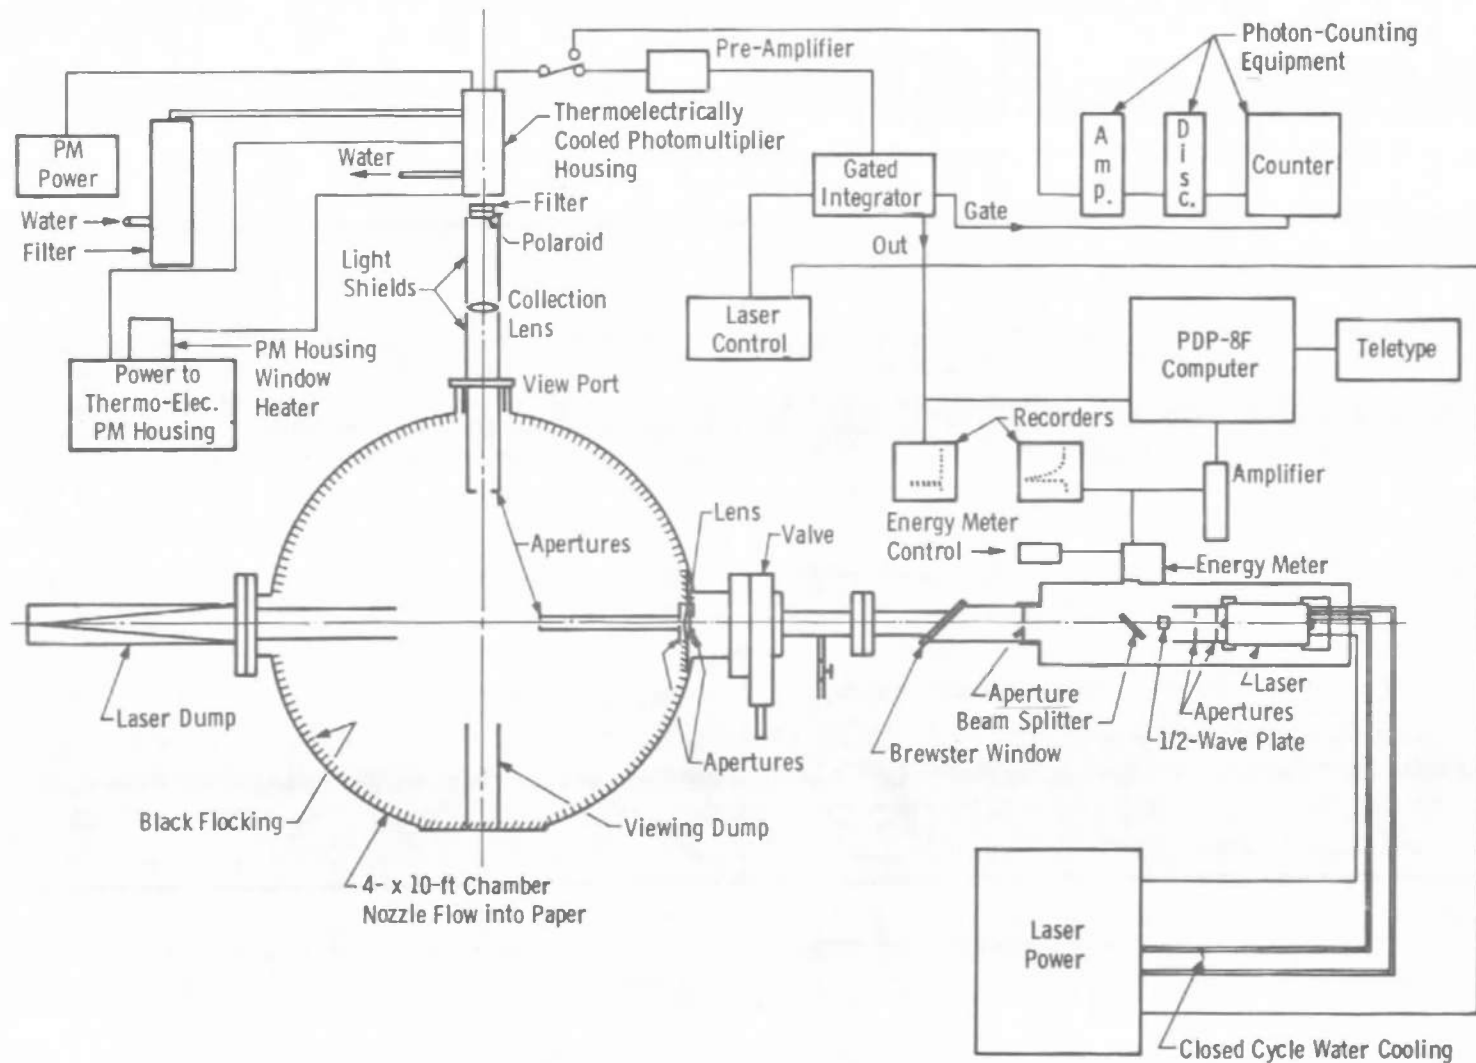 Pre-Amplifier
Photon-Counting
Equipment
PM
Power
Thermoelectrically
Cooled Photomultiplier
Housing
Water
A
m
p.
D
i
s
c.
Counter
Gated
Integrator
Water
Filter
Filter
Polaroid
Gate
Out
Light
Shields
Collection
Lens
Laser
Control
PDP-8F
Computer
Teletype
PM Housing
Window
Heater
Power to
Thermo-Elec.
PM Housing
View Port
Recorders
Amplifier
Lens
Valve
Energy Meter
Control
Apertures
Energy Meter
Laser Dump
Aperture
Beam Splitter
Brewster Window
Laser
Apertures
1/2-Wave Plate
Apertures
Black Flocking
Viewing Dump
4- x 10-ft Chamber
Nozzle Flow into Paper
Laser
Power
Closed Cycle Water Cooling